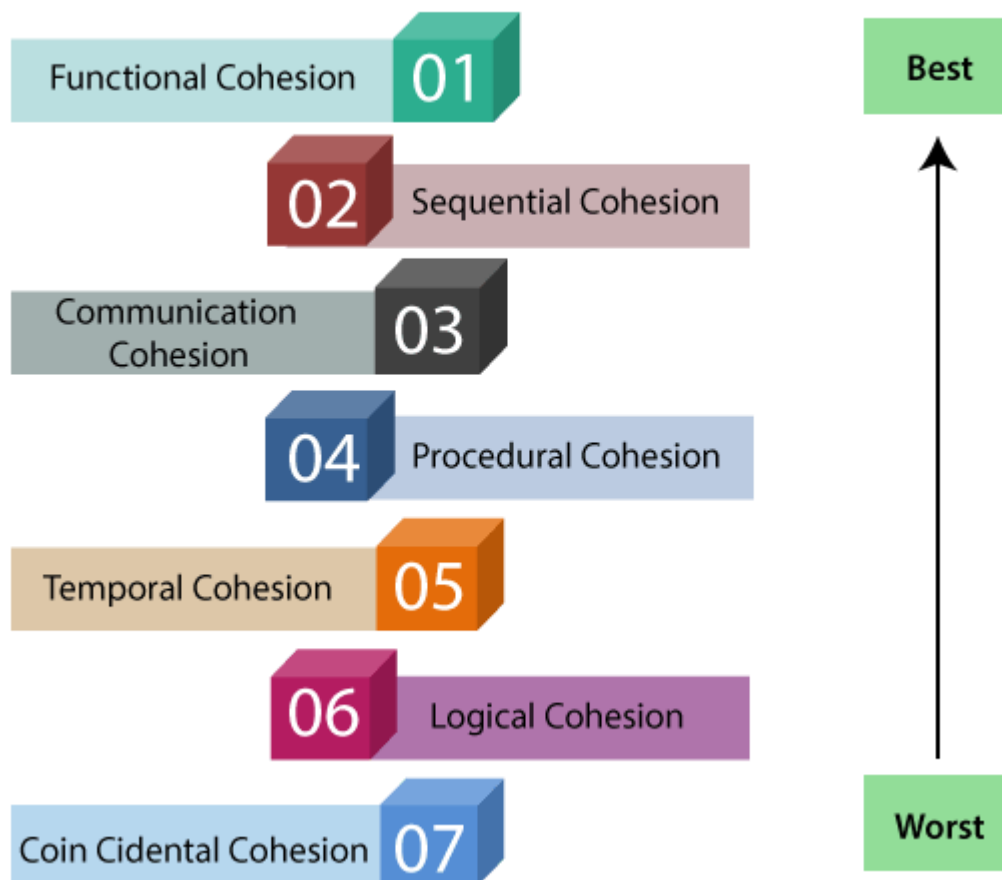 Functional Cohesion 01
Best
02 Sequential Cohesion
Communication
Cohesion
03
04 Procedural Cohesion
Temporal Cohesion 05
06 Logical Cohesion
Coin Cidental Cohesion 07
Worst